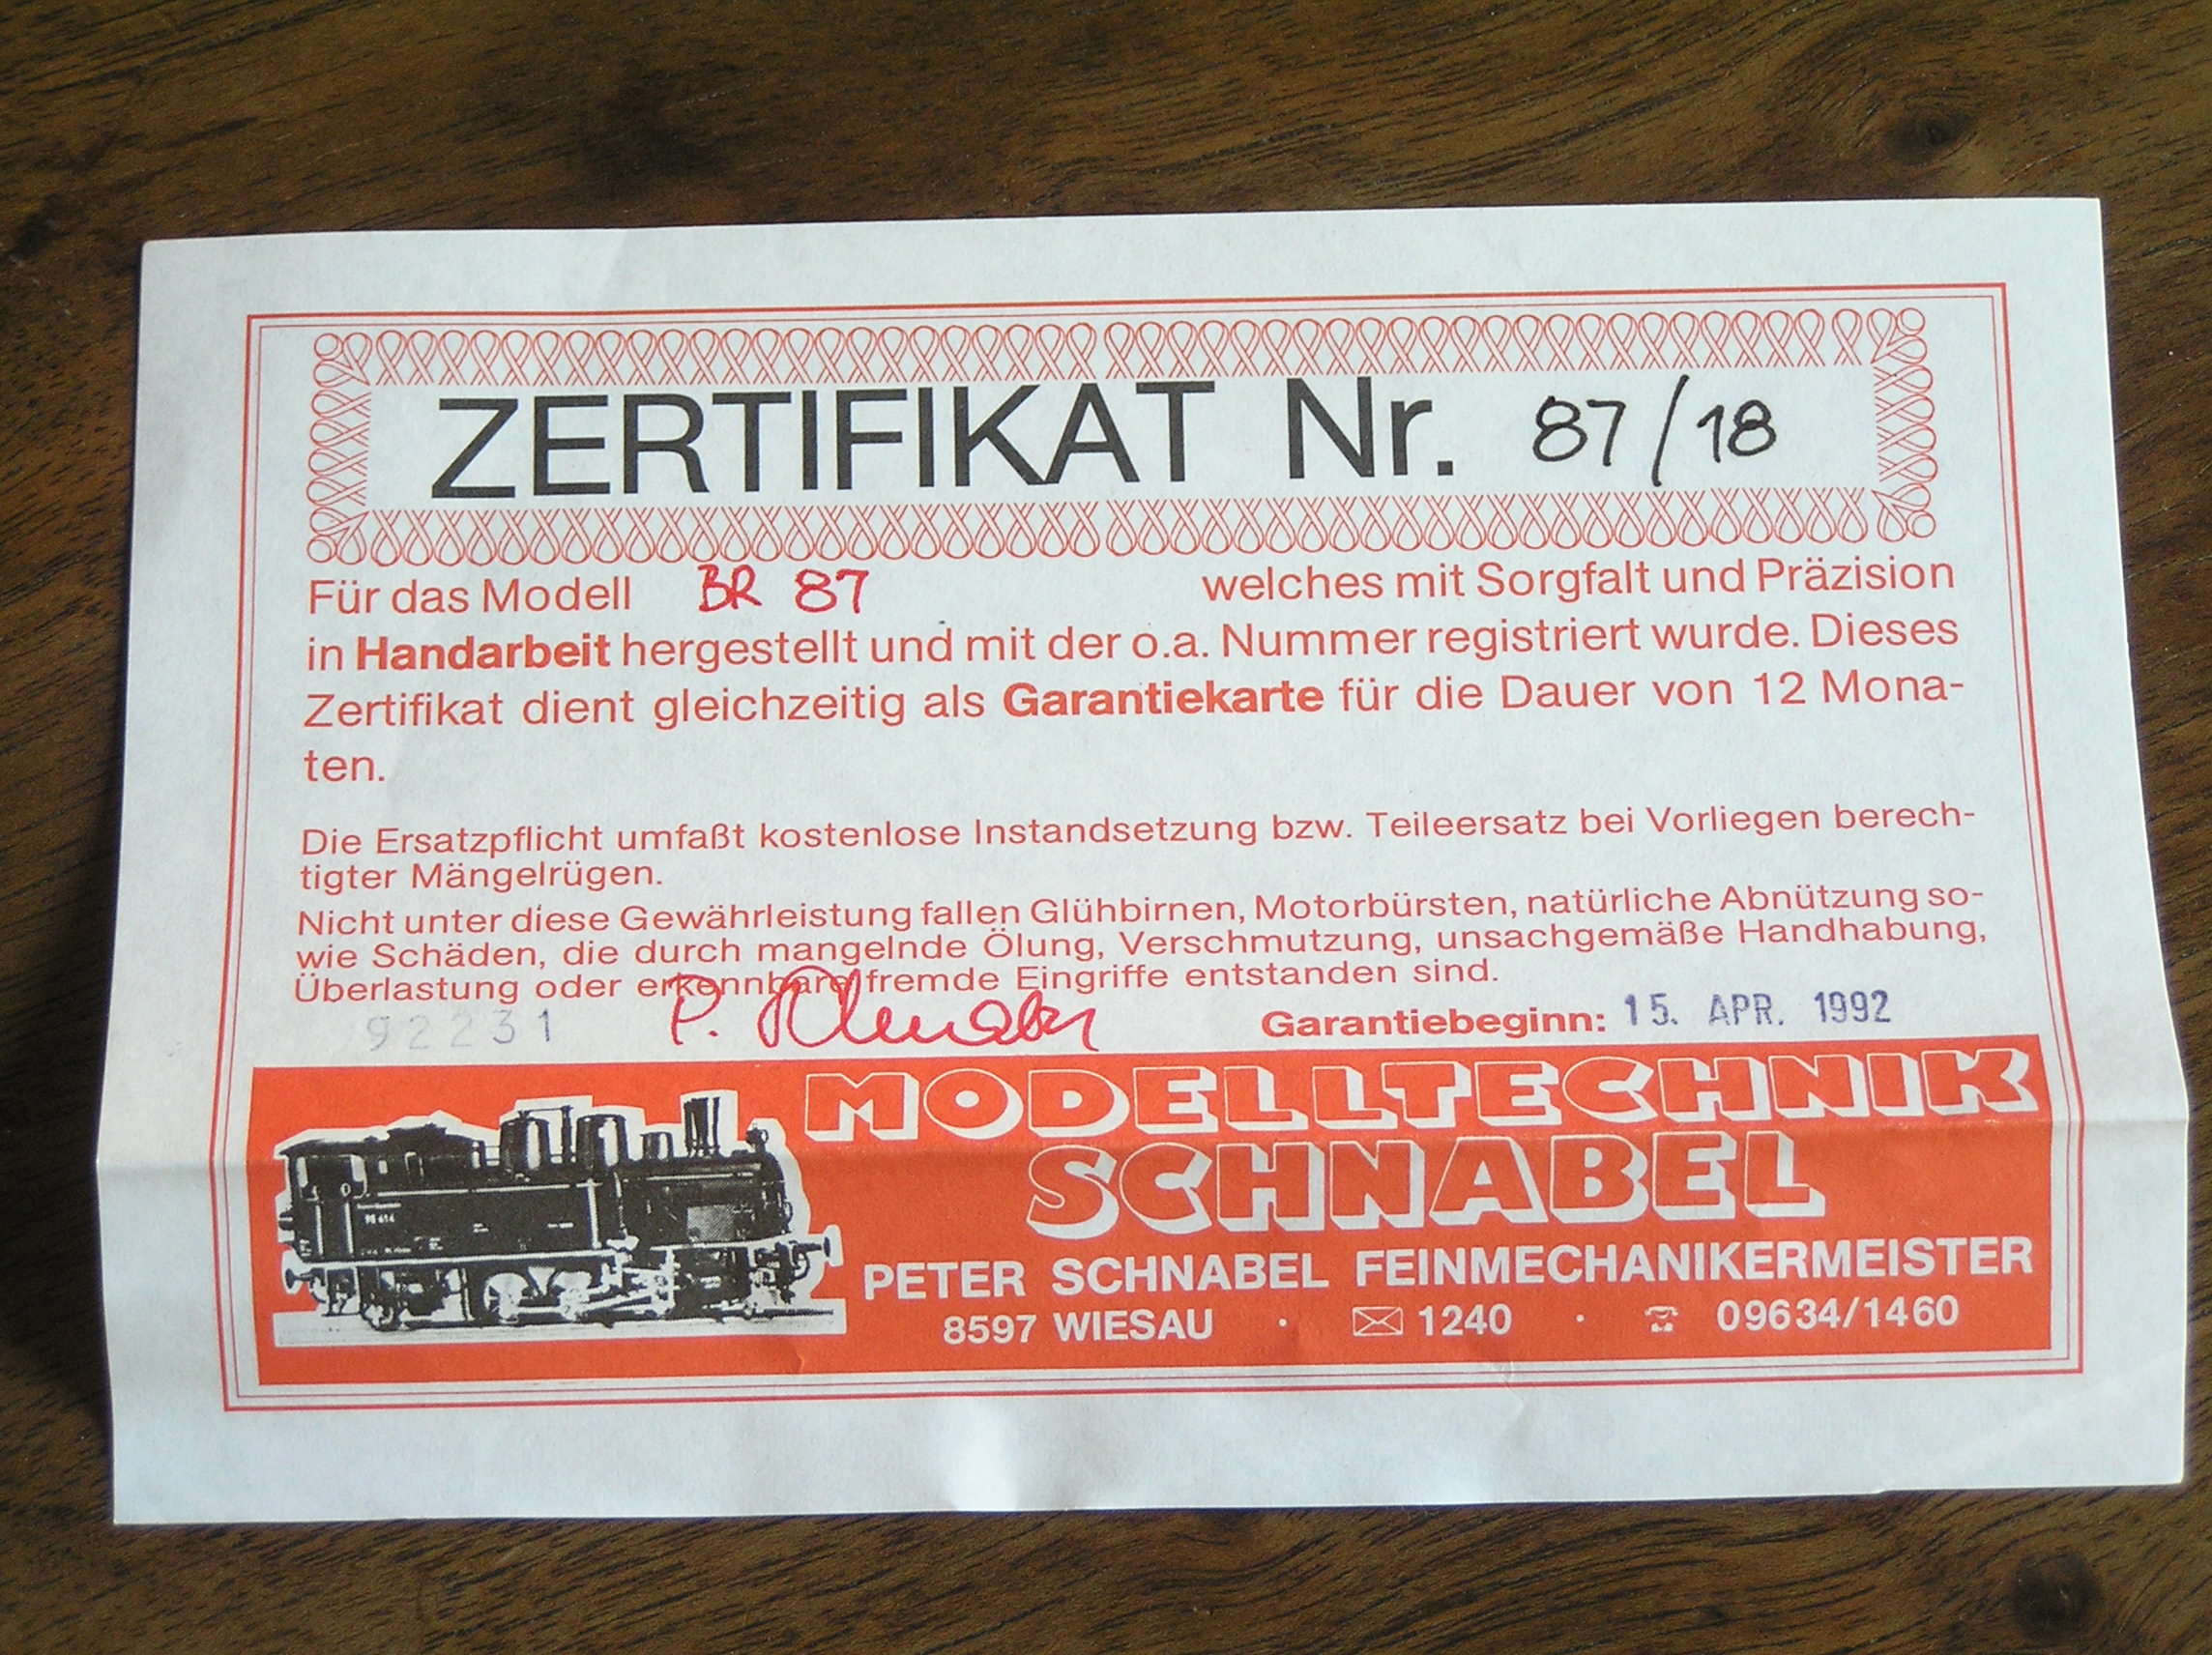 ZERTIFIKAT Nr. 87/18
Für das Modell BR 87 welches mit Sorgfalt und Präzision
in Handarbeit hergestellt und mit der o.a. Nummer registriert wurde. Dieses
Zertifikat dient gleichzeitig als Garantiekarte für die Dauer von 12 Mona-
ten.
Die Ersatzpflicht umfaßt kostenlose Instandsetzung bzw. Teileersatz bei Vorliegen berech-
tigter Mängelrügen.
Nicht unter diese Gewährleistung fallen Glühbirnen, Motorbürsten, natürliche Abnützung so-
wie Schäden, die durch mangelnde Ölung, Verschmutzung, unsachgemäße Handhabung,
Überlastung oder erkennbare fremde Eingriffe entstanden sind.
92231 P. Schnabel Garantiebeginn: 15. APR. 1992
MODELLTECHNIK
SCHNABEL
PETER SCHNABEL FEINMECHANIKERMEISTER
8597 WIESAU · 1240 · 09634/1460